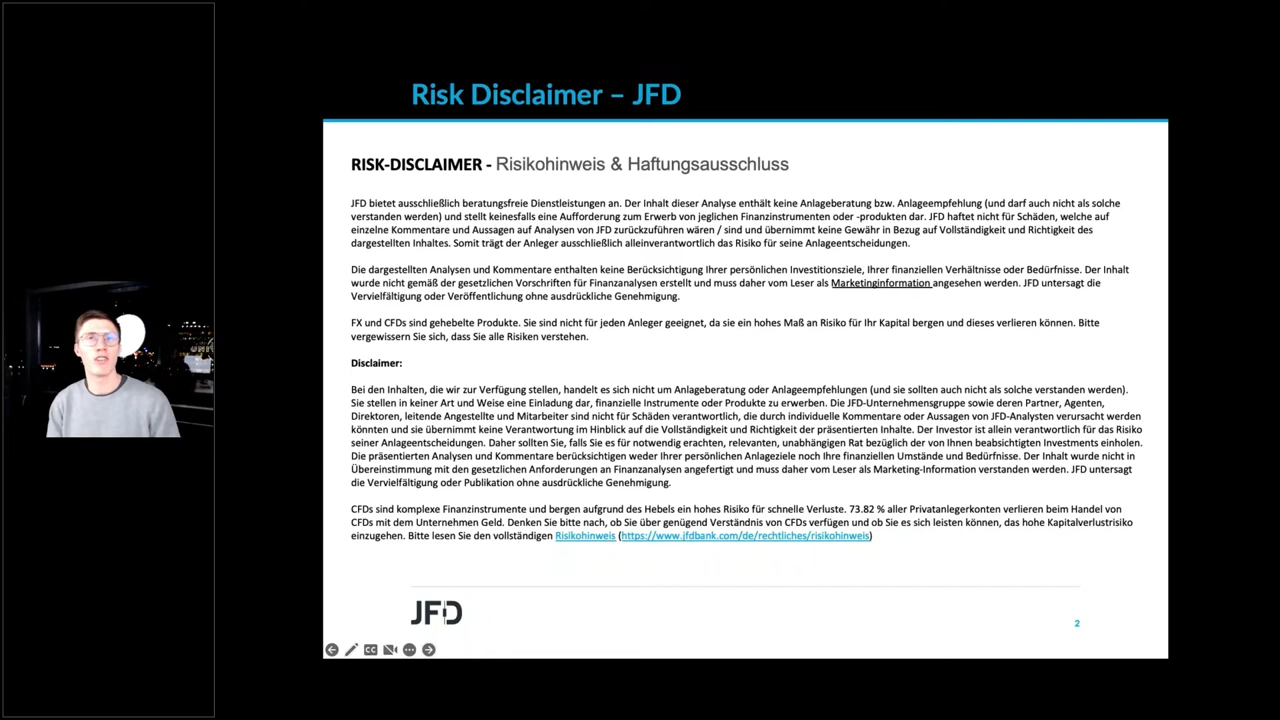 Risk Disclaimer – JFD
RISK-DISCLAIMER - Risikohinweis & Haftungsausschluss
JFD bietet ausschließlich beratungsfreie Dienstleistungen an. Der Inhalt dieser Analyse enthält keine Anlageberatung bzw. Anlageempfehlung (und darf auch nicht als solche
verstanden werden) und stellt keinesfalls eine Aufforderung zum Erwerb von jeglichen Finanzinstrumenten oder -produkten dar. JFD haftet nicht für Schäden, welche auf
einzelne Kommentare und Aussagen auf Analysen von JFD zurückzuführen wären / sind und übernimmt keine Gewähr in Bezug auf Vollständigkeit und Richtigkeit des
dargestellten Inhaltes. Somit trägt der Anleger ausschließlich alleinverantwortlich das Risiko für seine Anlageentscheidungen.
Die dargestellten Analysen und Kommentare enthalten keine Berücksichtigung Ihrer persönlichen Investitionsziele, Ihrer finanziellen Verhältnisse oder Bedürfnisse. Der Inhalt
wurde nicht gemäß der gesetzlichen Vorschriften für Finanzanalysen erstellt und muss daher vom Leser als Marketinginformation angesehen werden. JFD untersagt die
Vervielfältigung oder Veröffentlichung ohne ausdrückliche Genehmigung.
FX und CFDs sind gehebelte Produkte. Sie sind nicht für jeden Anleger geeignet, da sie ein hohes Maß an Risiko für Ihr Kapital bergen und dieses verlieren können. Bitte
vergewissern Sie sich, dass Sie alle Risiken verstehen.
Disclaimer:
Bei den Inhalten, die wir zur Verfügung stellen, handelt es sich nicht um Anlageberatung oder Anlageempfehlungen (und sie sollten auch nicht als solche verstanden werden).
Sie stellen in keiner Art und Weise eine Einladung dar, finanzielle Instrumente oder Produkte zu erwerben. Die JFD-Unternehmensgruppe sowie deren Partner, Agenten,
Direktoren, leitende Angestellte und Mitarbeiter sind nicht für Schäden verantwortlich, die durch individuelle Kommentare oder Aussagen von JFD-Analysten verursacht werden
könnten und sie übernimmt keine Verantwortung im Hinblick auf die Vollständigkeit und Richtigkeit der präsentierten Inhalte. Der Investor ist allein verantwortlich für das Risiko
seiner Anlageentscheidungen. Daher sollten Sie, falls Sie es für notwendig erachten, relevanten, unabhängigen Rat bezüglich der von Ihnen beabsichtigten Investments einholen.
Die präsentierten Analysen und Kommentare berücksichtigen weder Ihre persönlichen Anlageziele noch Ihre finanziellen Umstände und Bedürfnisse. Der Inhalt wurde nicht in
Übereinstimmung mit den gesetzlichen Anforderungen an Finanzanalysen angefertigt und muss daher vom Leser als Marketing-Information verstanden werden. JFD untersagt
die Vervielfältigung oder Publikation ohne ausdrückliche Genehmigung.
CFDs sind komplexe Finanzinstrumente und bergen aufgrund des Hebels ein hohes Risiko für schnelle Verluste. 73.82 % aller Privatanlegerkonten verlieren beim Handel von
CFDs mit dem Unternehmen Geld. Denken Sie bitte nach, ob Sie über genügend Verständnis von CFDs verfügen und ob Sie es sich leisten können, das hohe Kapitalverlustrisiko
einzugehen. Bitte lesen Sie den vollständigen Risikohinweis (https://www.jfdbank.com/de/rechtliches/risikohinweis)
JFD
2
CC